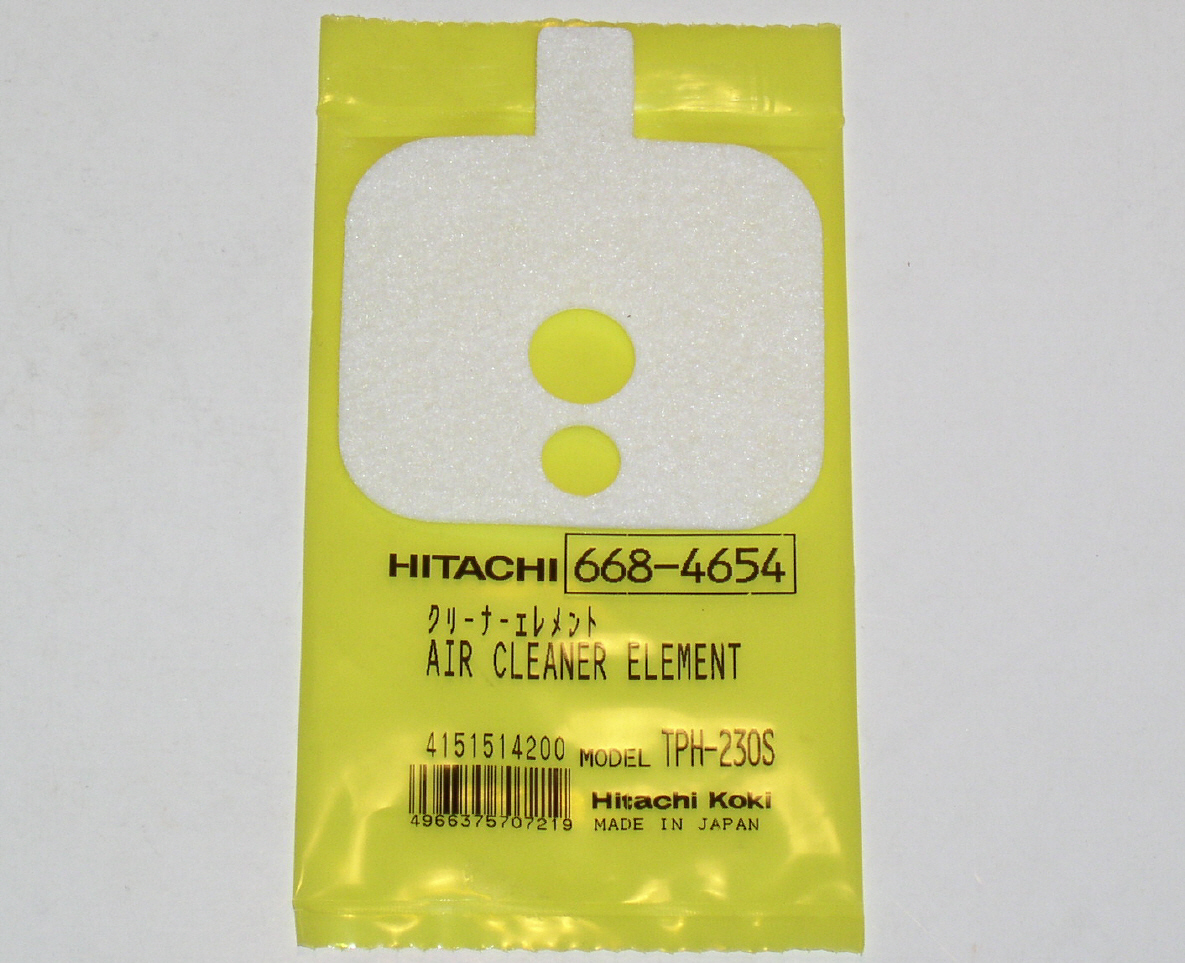 HITACHI 668-4654
クリーナーエレメント
AIR CLEANER ELEMENT
4151514200 MODEL TPH-230S
Hitachi Koki
4966375707219 MADE IN JAPAN